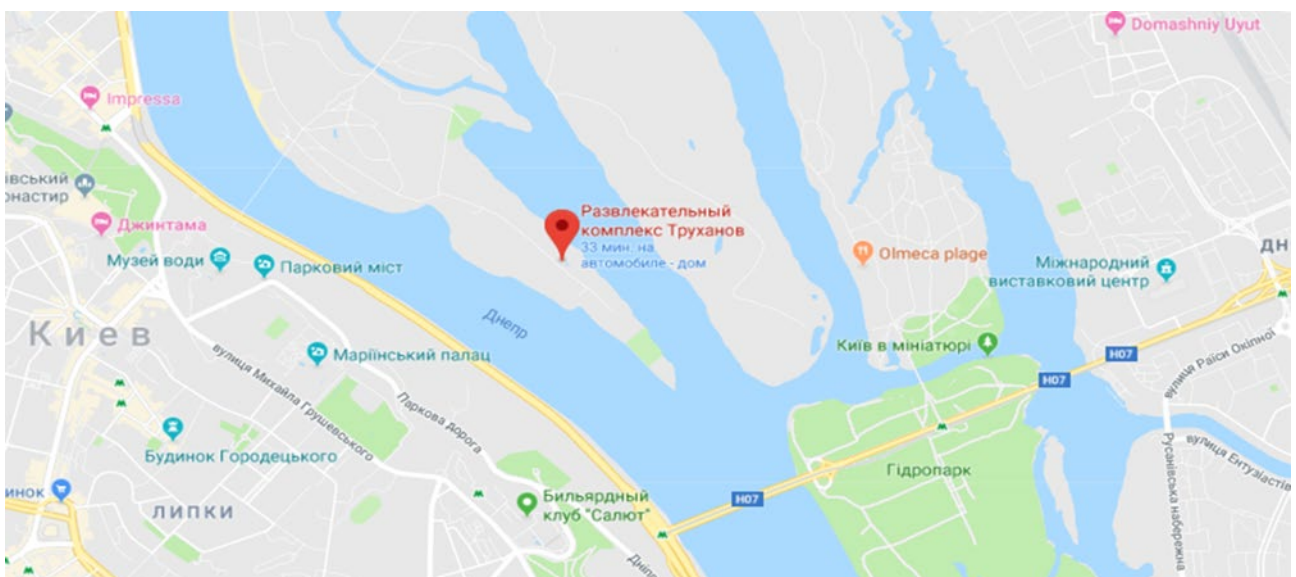 Domashniy Uyut
Impressa
івський
онастир
Джинтама
Музей води
Парковий міст
Развлекательный
комплекс Труханов
33 мин. на
автомобиле - дом
Olmeca plage
Міжнародний
виставковий центр
ДН
Киев
Днепр
Маріїнський палац
Київ в мініатюрі
H07
H07
вулиця Раїси Окіпної
вулиця Михайла Грушевського
Паркова дорога
Будинок Городецького
Гідропарк
Русанівська набережна
вулиця Ентузіастів
инок
ЛИПКИ
Бильярдный
клуб "Салют"
H07
Дніпр